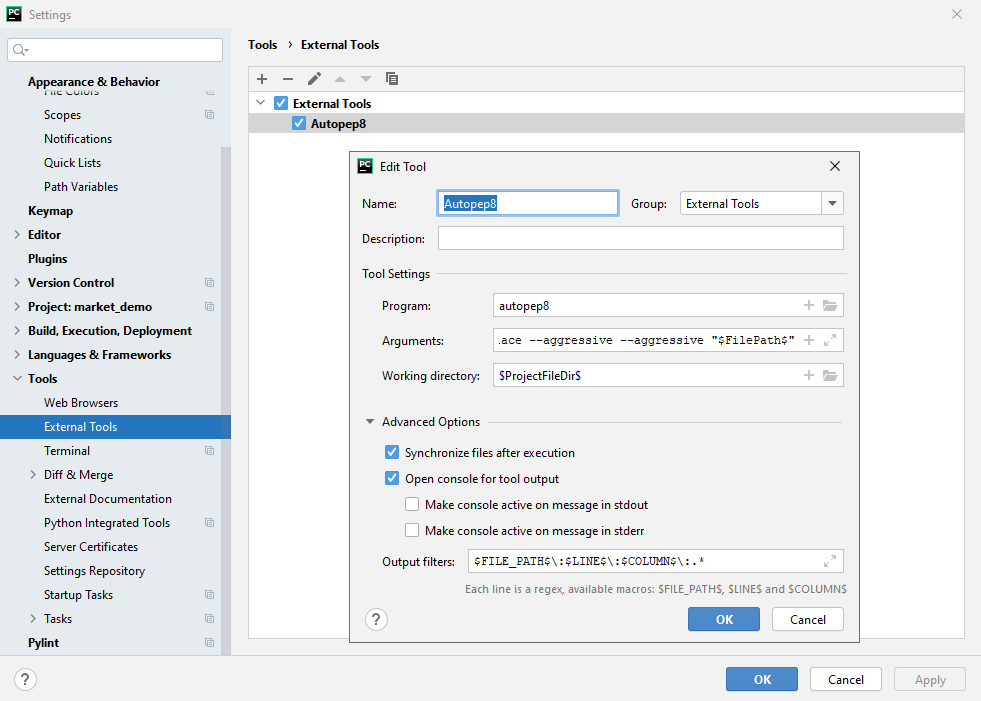 PC Settings
Tools › External Tools
Appearance & Behavior
File Colors
Scopes
Notifications
Quick Lists
Path Variables
Keymap
Editor
Plugins
Version Control
Project: market_demo
Build, Execution, Deployment
Languages & Frameworks
Tools
Web Browsers
External Tools
Terminal
Diff & Merge
External Documentation
Python Integrated Tools
Server Certificates
Settings Repository
Startup Tasks
Tasks
Pylint
External Tools
Autopep8
PC Edit Tool
Name: Autopep8 Group: External Tools
Description:
Tool Settings
Program: autopep8
Arguments: .ace --aggressive --aggressive "$FilePath$"
Working directory: $ProjectFileDir$
Advanced Options
Synchronize files after execution
Open console for tool output
Make console active on message in stdout
Make console active on message in stderr
Output filters: $FILE_PATH$\:$LINE$\:$COLUMN$\:.*
Each line is a regex, available macros: $FILE_PATH$, $LINE$ and $COLUMN$
? OK Cancel
? OK Cancel Apply